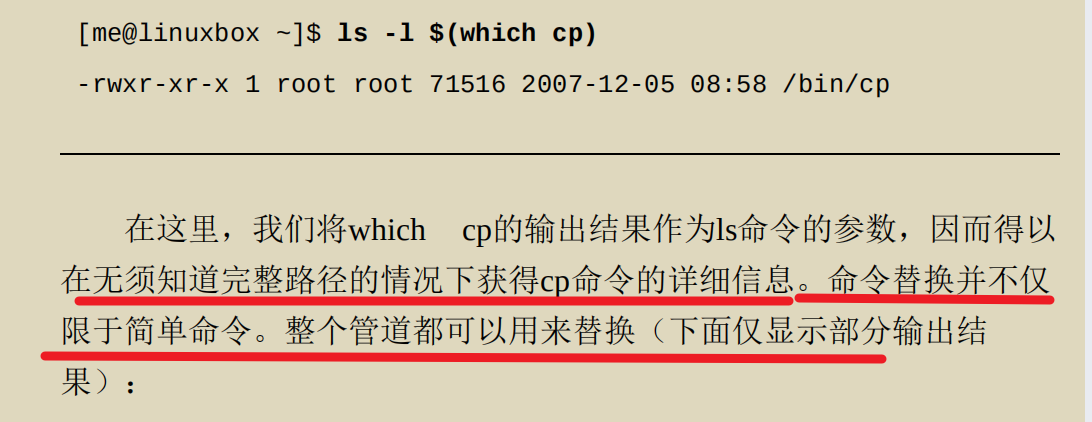 [me@linuxbox ~]$ ls -l $(which cp)
-rwxr-xr-x 1 root root 71516 2007-12-05 08:58 /bin/cp
在这里，我们将which cp的输出结果作为ls命令的参数，因而得以
在无须知道完整路径的情况下获得cp命令的详细信息。命令替换并不仅
限于简单命令。整个管道都可以用来替换（下面仅显示部分输出结
果）：